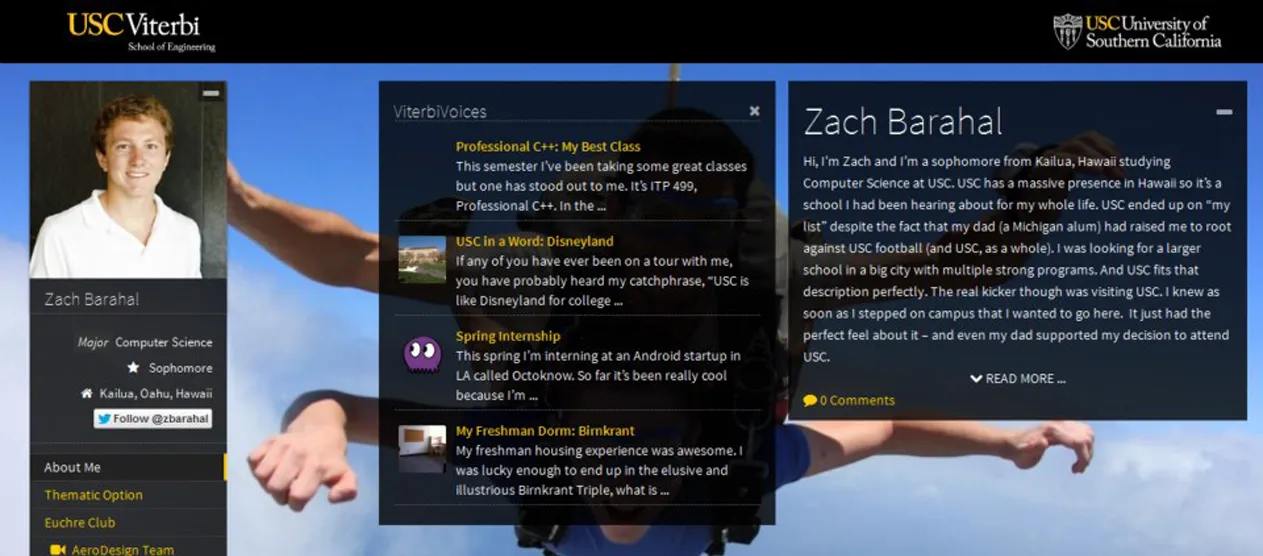 USC Viterbi
School of Engineering
USC University of
Southern California
Zach Barahal
Major Computer Science
Sophomore
Kailua, Oahu, Hawaii
Follow @zbarahal
About Me
Thematic Option
Euchre Club
AeroDesign Team
ViterbiVoices
Professional C++: My Best Class
This semester I've been taking some great classes
but one has stood out to me. It's ITP 499,
Professional C++. In the ...
USC in a Word: Disneyland
If any of you have ever been on a tour with me,
you have probably heard my catchphrase, "USC is
like Disneyland for college ...
Spring Internship
This spring I'm interning at an Android startup in
LA called Octoknow. So far it's been really cool
because I'm ...
My Freshman Dorm: Birnkrant
My freshman housing experience was awesome. I
was lucky enough to end up in the elusive and
illustrious Birnkrant Triple, what is ...
Zach Barahal
Hi, I'm Zach and I'm a sophomore from Kailua, Hawaii studying
Computer Science at USC. USC has a massive presence in Hawaii so it's a
school I had been hearing about for my whole life. USC ended up on "my
list" despite the fact that my dad (a Michigan alum) had raised me to root
against USC football (and USC, as a whole). I was looking for a larger
school in a big city with multiple strong programs. And USC fits that
description perfectly. The real kicker though was visiting USC. I knew as
soon as I stepped on campus that I wanted to go here. It just had the
perfect feel about it – and even my dad supported my decision to attend
USC.
READ MORE ...
0 Comments